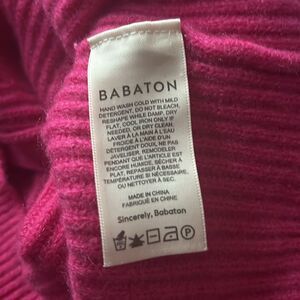 BABATON
HAND WASH COLD WITH MILD
DETERGENT, DO NOT BLEACH,
RESHAPE WHILE DAMP, DRY
FLAT, COOL IRON ONLY IF
NEEDED, OR DRY CLEAN.
LAVER À LA MAIN À L'EAU
FROIDE À L'AIDE D'UN
DÉTERGENT DOUX, NE PAS
JAVELISER, REMODELER
PENDANT QUE L'ARTICLE EST
ENCORE HUMIDE, SÉCHER À
PLAT, REPASSER À BASSE
TEMPÉRATURE SI NÉCESSAIRE
OU NETTOYER À SEC.
MADE IN CHINA
FABRIQUÉ EN CHINE
Sincerely, Babaton